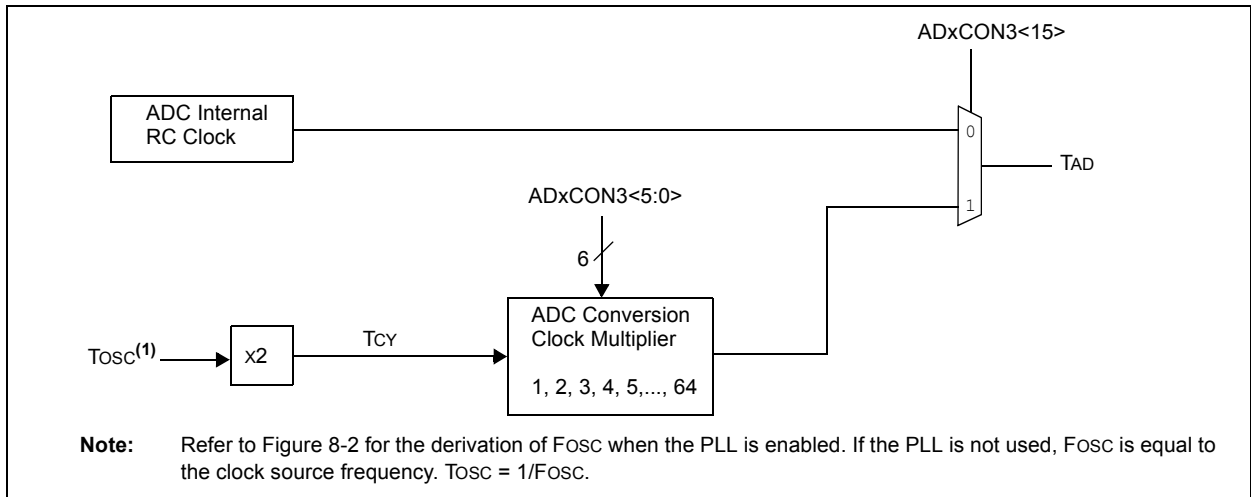 ADxCON3<15>
ADC Internal
RC Clock
0
TAD
ADxCON3<5:0>
1
6
ADC Conversion
Clock Multiplier
1, 2, 3, 4, 5,..., 64
TOSC(1)
X2
TCY
Note: Refer to Figure 8-2 for the derivation of FOSC when the PLL is enabled. If the PLL is not used, FOSC is equal to
the clock source frequency. TOSC = 1/FOSC.